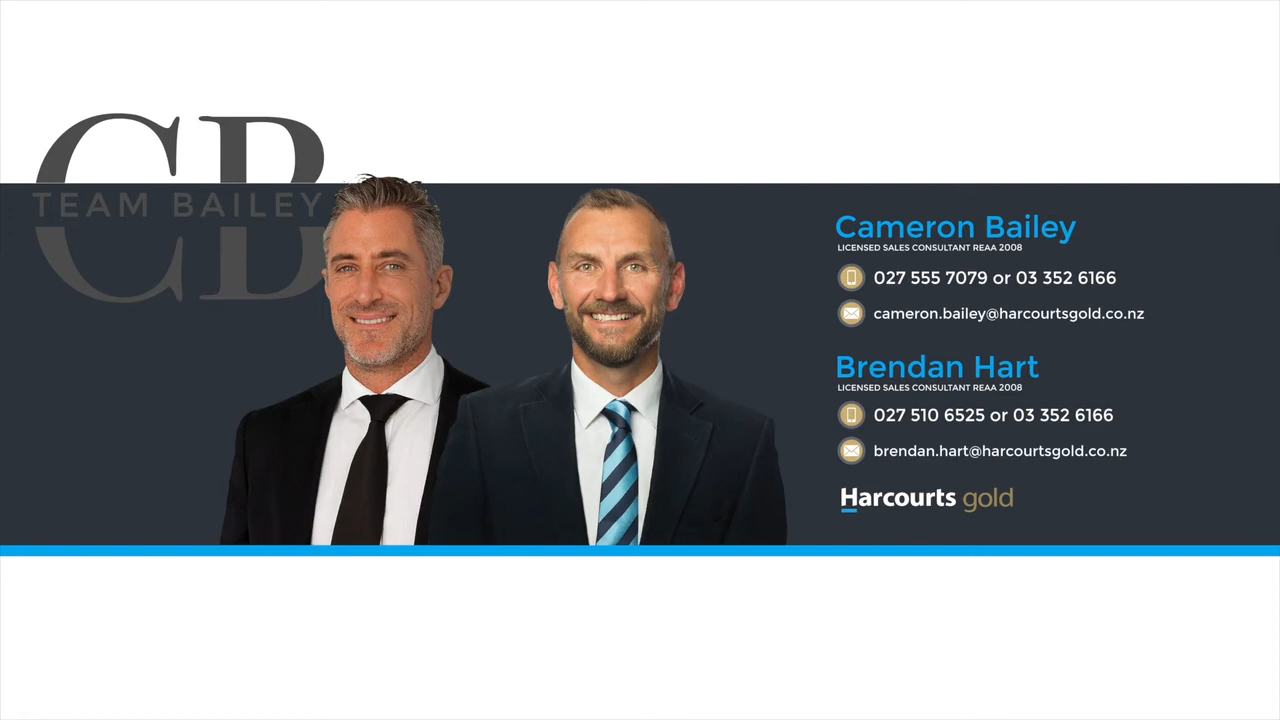 CB
TEAM BAILEY
Cameron Bailey
LICENSED SALES CONSULTANT REAA 2008
027 555 7079 or 03 352 6166
cameron.bailey@harcourtsgold.co.nz
Brendan Hart
LICENSED SALES CONSULTANT REAA 2008
027 510 6525 or 03 352 6166
brendan.hart@harcourtsgold.co.nz
Harcourts gold